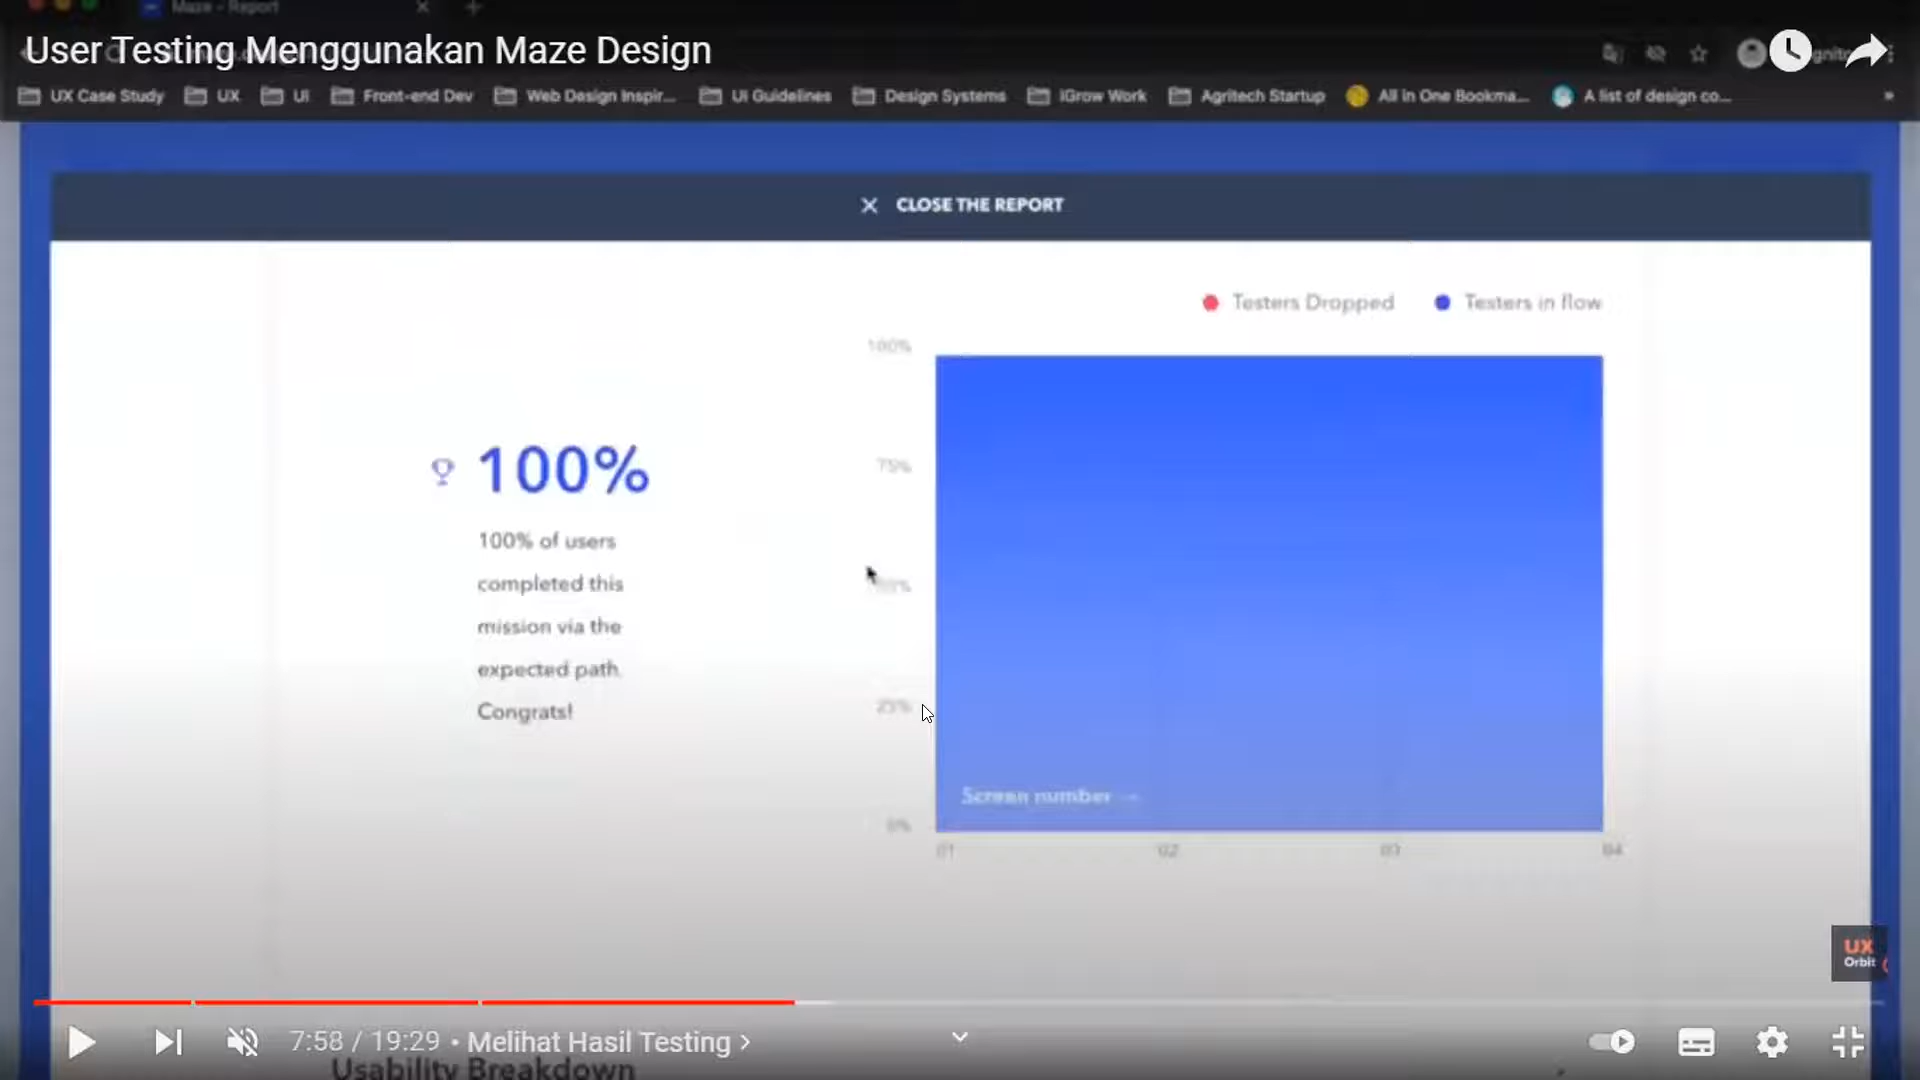 Maze - Report
User Testing Menggunakan Maze Design
UX Case Study UX UI Front-end Dev Web Design Inspir... UI Guidelines Design Systems IGrow Work Agritech Startup All in One Bookma... A list of design co...
CLOSE THE REPORT
Testers Dropped Testers in flow
100%
75%
25%
0%
100%
100% of users
completed this
mission via the
expected path.
Congrats!
Screen number →
01 02 03 04
UX
Orbit
7:58 / 19:29 • Melihat Hasil Testing >
Usability Breakdown